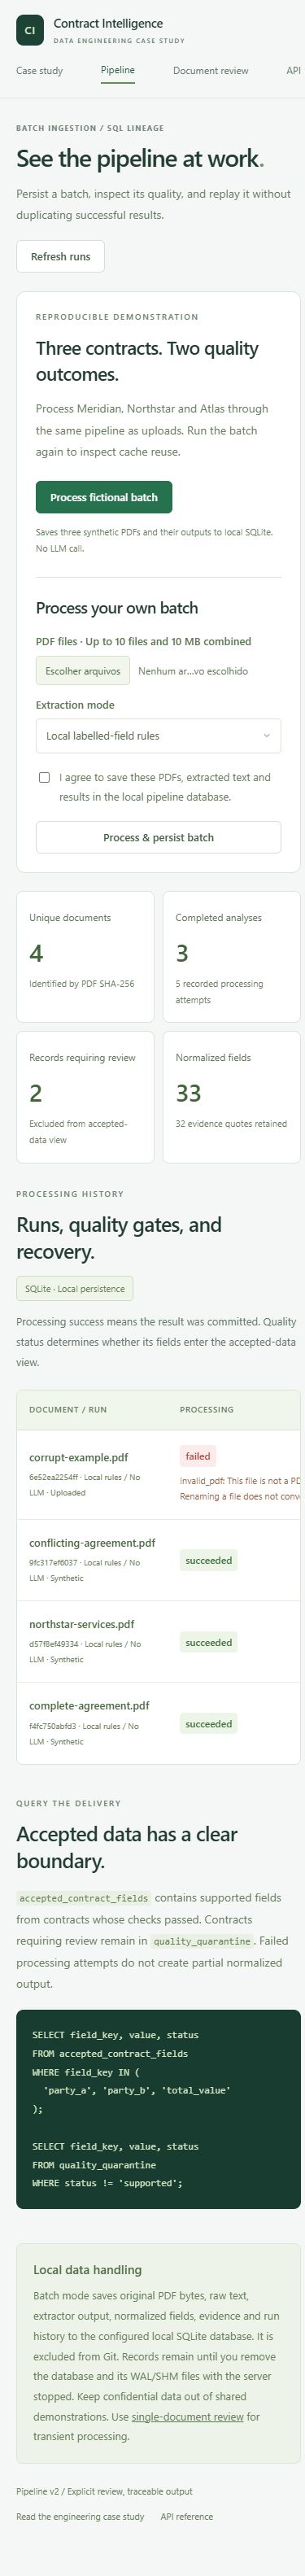 CI
Contract Intelligence
DATA ENGINEERING CASE STUDY
Case study Pipeline Document review API
BATCH INGESTION / SQL LINEAGE
See the pipeline at work.
Persist a batch, inspect its quality, and replay it without
duplicating successful results.
Refresh runs
REPRODUCIBLE DEMONSTRATION
Three contracts. Two quality
outcomes.
Process Meridian, Northstar and Atlas through
the same pipeline as uploads. Run the batch
again to inspect cache reuse.
Process fictional batch
Saves three synthetic PDFs and their outputs to local SQLite.
No LLM call.
Process your own batch
PDF files · Up to 10 files and 10 MB combined
Escolher arquivos Nenhum ar...vo escolhido
Extraction mode
Local labelled-field rules
I agree to save these PDFs, extracted text and
results in the local pipeline database.
Process & persist batch
Unique documents
4
Identified by PDF SHA-256
Completed analyses
3
5 recorded processing
attempts
Records requiring review
2
Excluded from accepted-
data view
Normalized fields
33
32 evidence quotes retained
PROCESSING HISTORY
Runs, quality gates, and
recovery.
SQLite · Local persistence
Processing success means the result was committed. Quality
status determines whether its fields enter the accepted-data
view.
DOCUMENT / RUN PROCESSING
corrupt-example.pdf
6e52ea2254ff · Local rules / No
LLM · Uploaded
failed
invalid_pdf: This file is not a PD
Renaming a file does not conv
conflicting-agreement.pdf
9fc317ef6037 · Local rules / No
LLM · Synthetic
succeeded
northstar-services.pdf
d57f8ef49334 · Local rules / No
LLM · Synthetic
succeeded
complete-agreement.pdf
f4fc750abfd3 · Local rules / No
LLM · Synthetic
succeeded
QUERY THE DELIVERY
Accepted data has a clear
boundary.
accepted_contract_fields contains supported fields
from contracts whose checks passed. Contracts
requiring review remain in quality_quarantine. Failed
processing attempts do not create partial normalized
output.
SELECT field_key, value, status
FROM accepted_contract_fields
WHERE field_key IN (
'party_a', 'party_b', 'total_value'
);
SELECT field_key, value, status
FROM quality_quarantine
WHERE status != 'supported';
Local data handling
Batch mode saves original PDF bytes, raw text,
extractor output, normalized fields, evidence and run
history to the configured local SQLite database. It is
excluded from Git. Records remain until you remove
the database and its WAL/SHM files with the server
stopped. Keep confidential data out of shared
demonstrations. Use single-document review for
transient processing.
Pipeline v2 / Explicit review, traceable output
Read the engineering case study API reference